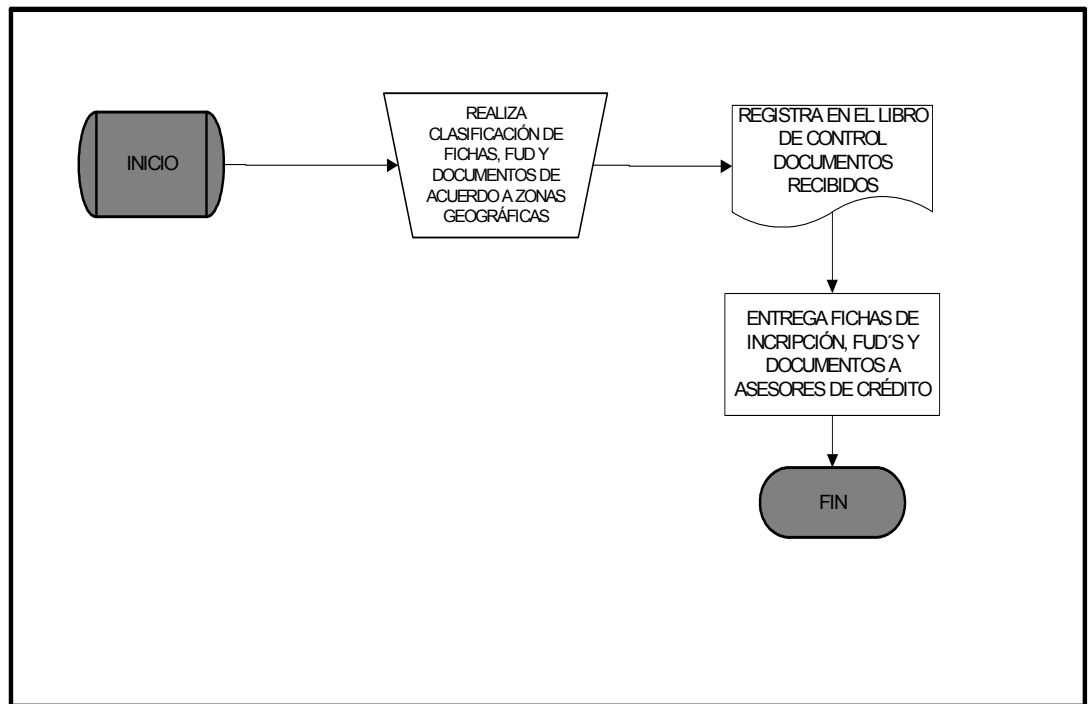 INICIO
REALIZA
CLASIFICACIÓN DE
FICHAS, FUD Y
DOCUMENTOS DE
ACUERDO A ZONAS
GEOGRÁFICAS
REGISTRA EN EL LIBRO
DE CONTROL
DOCUMENTOS
RECIBIDOS
ENTREGA FICHAS DE
INCRIPCIÓN, FUD´S Y
DOCUMENTOS A
ASESORES DE CRÉDITO
FIN